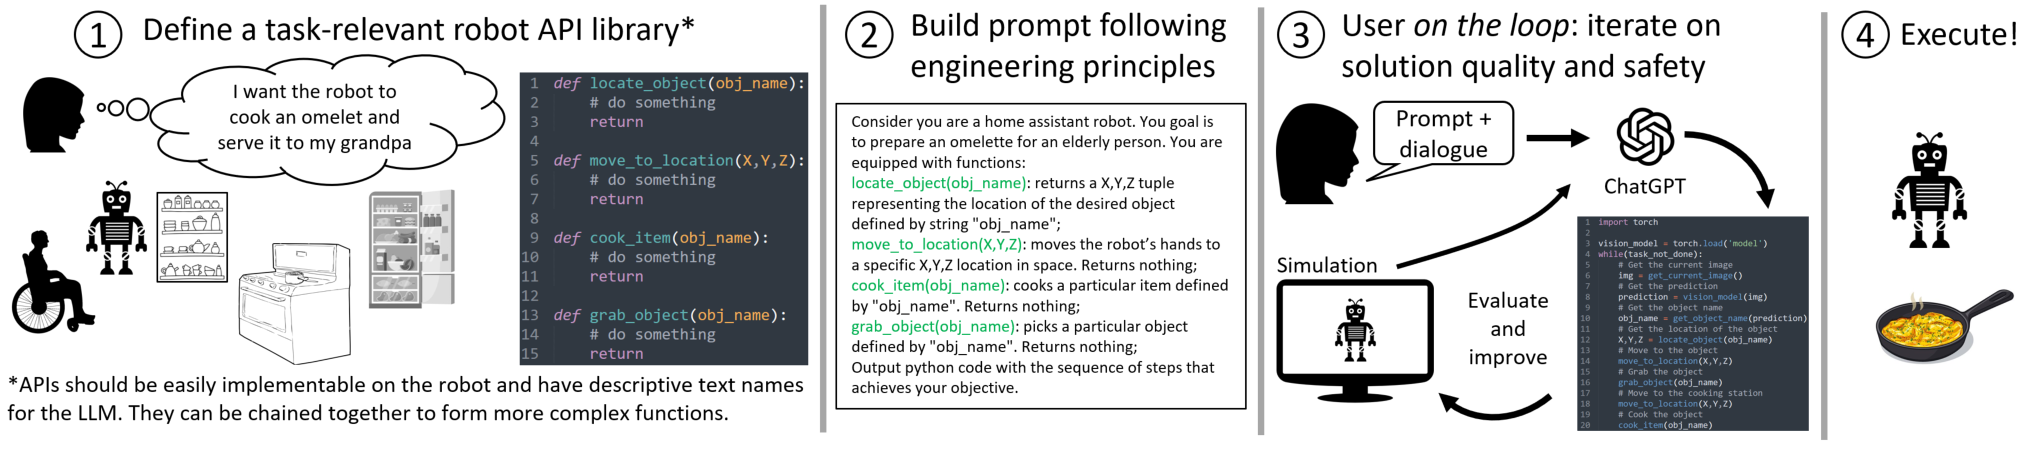 1 Define a task-relevant robot API library*
I want the robot to
cook an omelet and
serve it to my grandpa
1 def locate_object(obj_name):
2 # do something
3 return
4
5 def move_to_location(X,Y,Z):
6 # do something
7 return
8
9 def cook_item(obj_name):
10 # do something
11 return
12
13 def grab_object(obj_name):
14 # do something
15 return
*APIs should be easily implementable on the robot and have descriptive text names
for the LLM. They can be chained together to form more complex functions.
2 Build prompt following
engineering principles
Consider you are a home assistant robot. You goal is
to prepare an omelette for an elderly person. You are
equipped with functions:
locate_object(obj_name): returns a X,Y,Z tuple
representing the location of the desired object
defined by string "obj_name";
move_to_location(X,Y,Z): moves the robot's hands to
a specific X,Y,Z location in space. Returns nothing;
cook_item(obj_name): cooks a particular item defined
by "obj_name". Returns nothing;
grab_object(obj_name): picks a particular object
defined by "obj_name". Returns nothing;
Output python code with the sequence of steps that
achieves your objective.
3 User on the loop: iterate on
solution quality and safety
Prompt +
dialogue
ChatGPT
Simulation
Evaluate
and
improve
1 import torch
2
3 vision_model = torch.load('model')
4 while(task_not_done):
5 # Get the current image
6 img = get_current_image()
7 # Get the prediction
8 prediction = vision_model(img)
9 # Get the object name
10 obj_name = get_object_name(prediction)
11 # Get the location of the object
12 X,Y,Z = locate_object(obj_name)
13 # Move to the object
14 move_to_location(X,Y,Z)
15 # Grab the object
16 grab_object(obj_name)
17 # Move to the cooking station
18 move_to_location(X,Y,Z)
19 # Cook the object
20 cook_item(obj_name)
4 Execute!